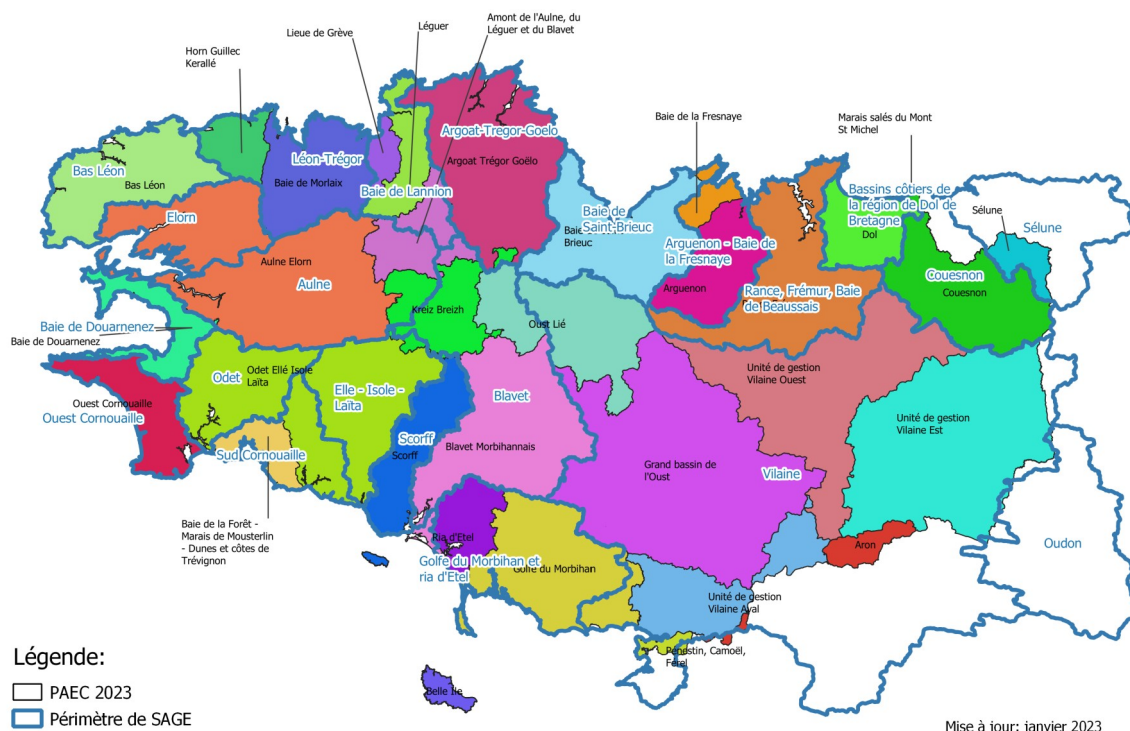 Amont de l'Aulne, du
Léguer et du Blavet
Léguer
Lieue de Grève
Horn Guillec
Kerallé
Baie de la Fresnaye
Marais salés du Mont
St Michel
Argoat-Tregor-Goelo
Argoat Trégor Goëlo
Léon-Trégor
Baie de Morlaix
Bas Léon
Bas Léon
Baie de Lannion
Bassins côtiers de
la région de Dol de
Bretagne
Dol
Sélune
Sélune
Elorn
Baie de
Saint-Brieuc
Baie
Brieuc
Arguenon - Baie de
la Fresnaye
Arguenon
Aulne Elorn
Aulne
Rance, Frémur, Baie
de Beaussais
Couesnon
Couesnon
Kreiz Breizh
Oust Lié
Baie de Douarnenez
Baie de Douarnenez
Odet
Odet Ellé Isole
Laïta
Elle - Isole -
Laïta
Unité de gestion
Vilaine Ouest
Ouest Cornouaille
Ouest Cornouaille
Blavet
Blavet Morbihannais
Unité de gestion
Vilaine Est
Sud Cornouaille
Scorff
Scorff
Grand bassin de
l'Oust
Vilaine
Baie de la Forêt -
Marais de Mousterlin
- Dunes et côtes de
Trévignon
Ria d'Etel
Golfe du Morbihan et
ria d'Etel
Golfe du Morbihan
Aron
Oudon
Unité de gestion
Vilaine Aval
Pénestin, Camoël,
Férel
Belle Ile
Légende:
PAEC 2023
Périmètre de SAGE
Mise à jour: janvier 2023